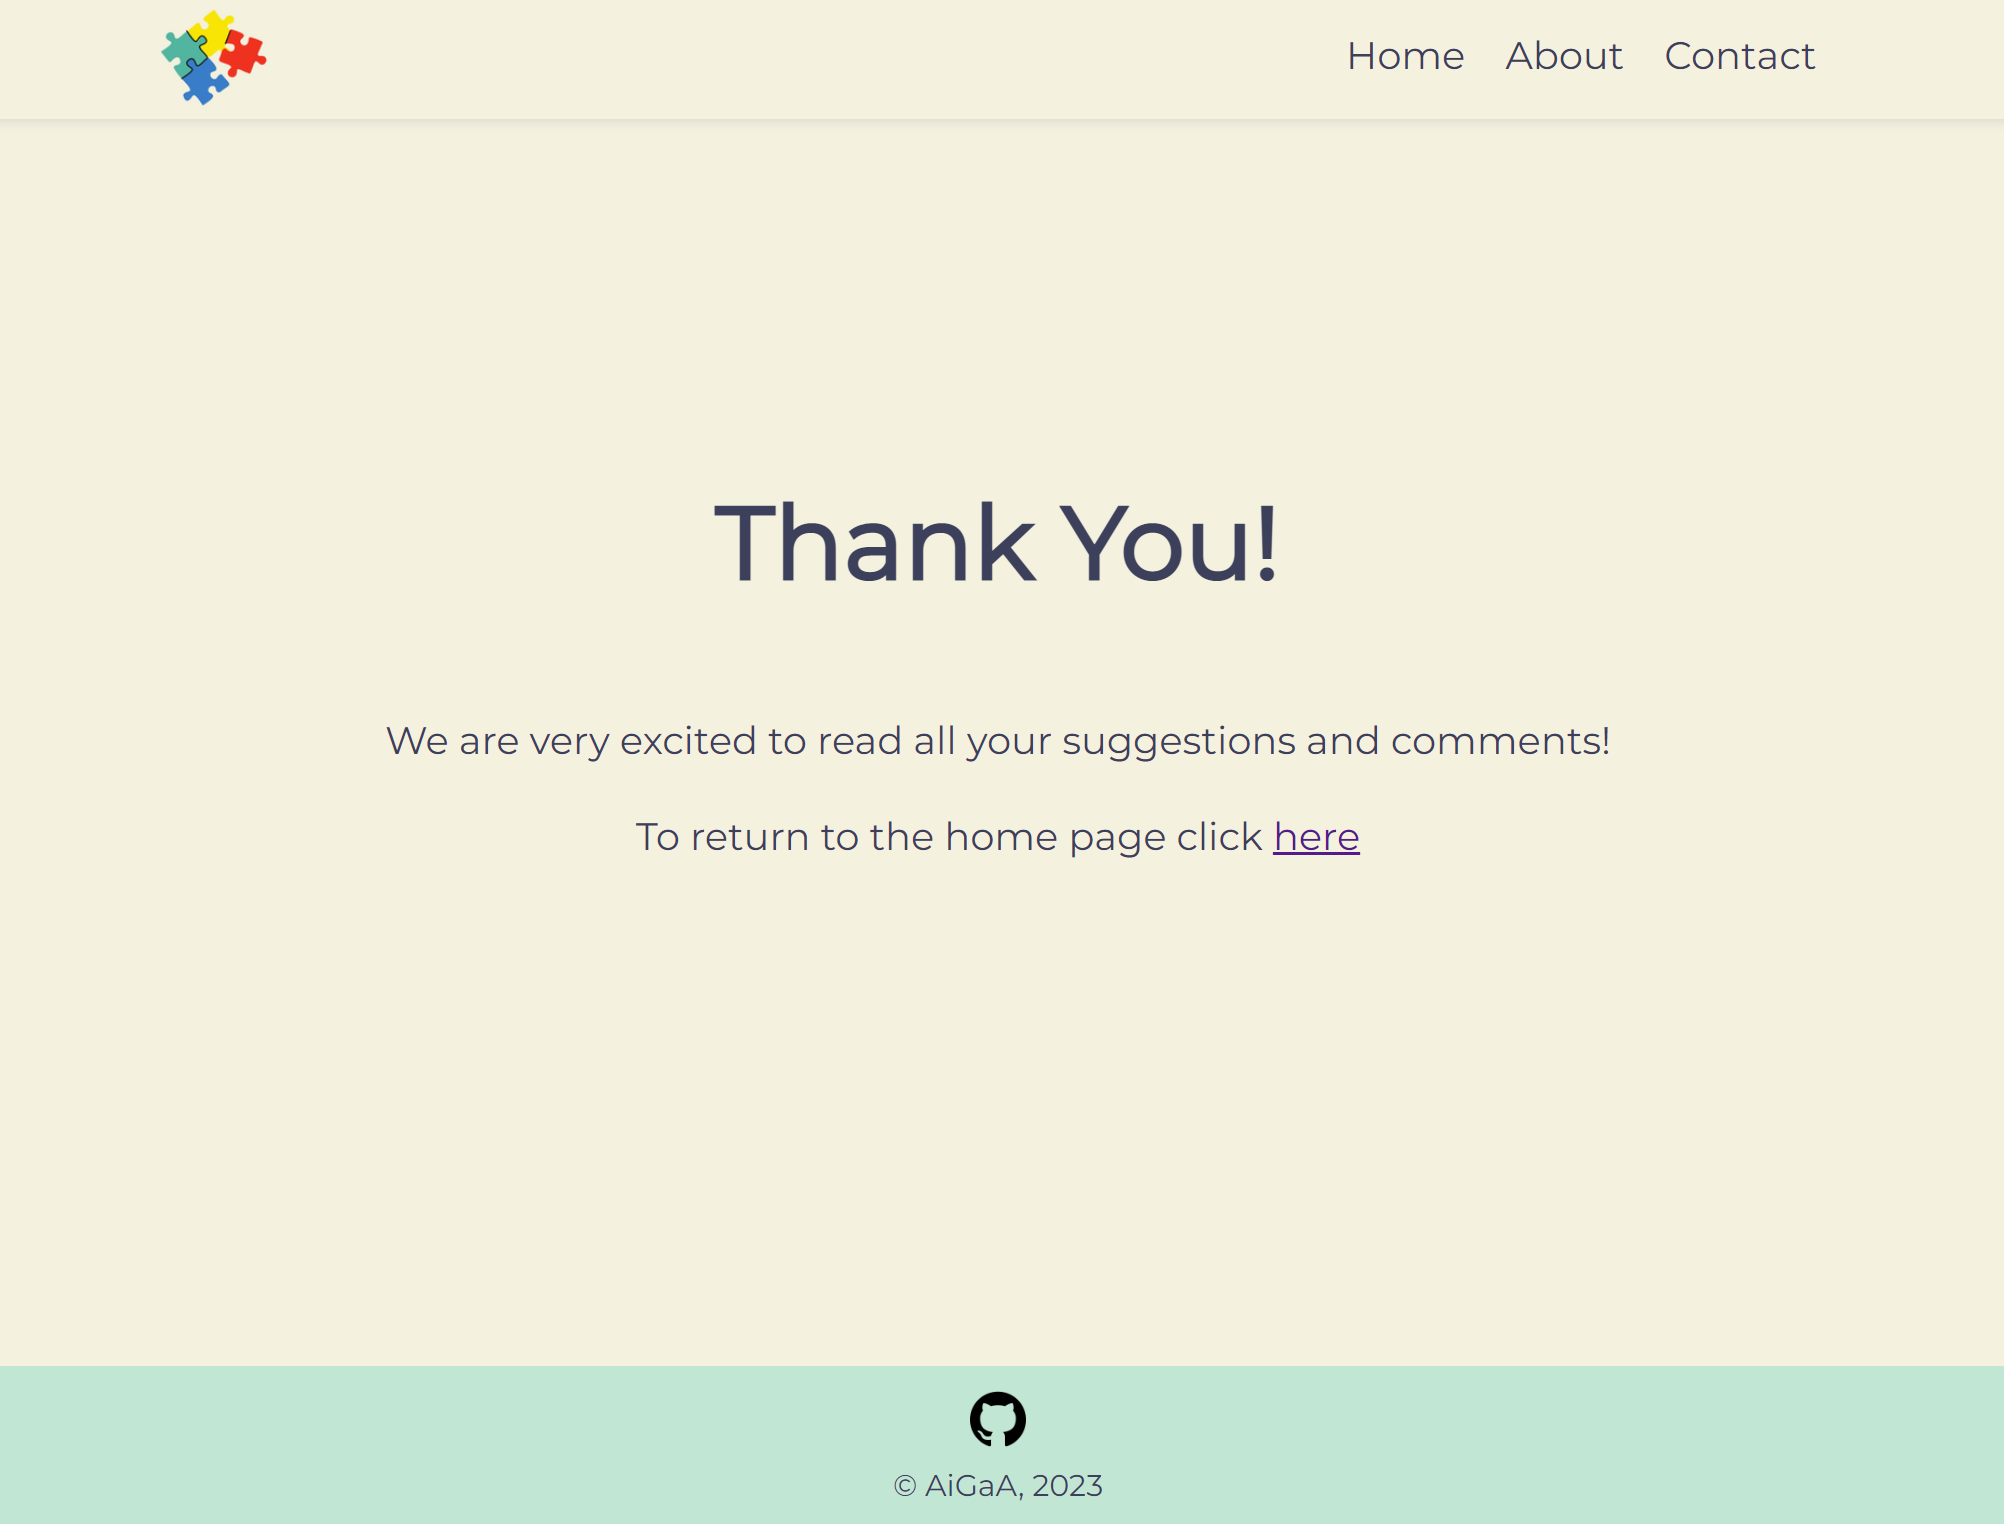 Home About Contact
Thank You!
We are very excited to read all your suggestions and comments!
To return to the home page click here
© AiGaA, 2023